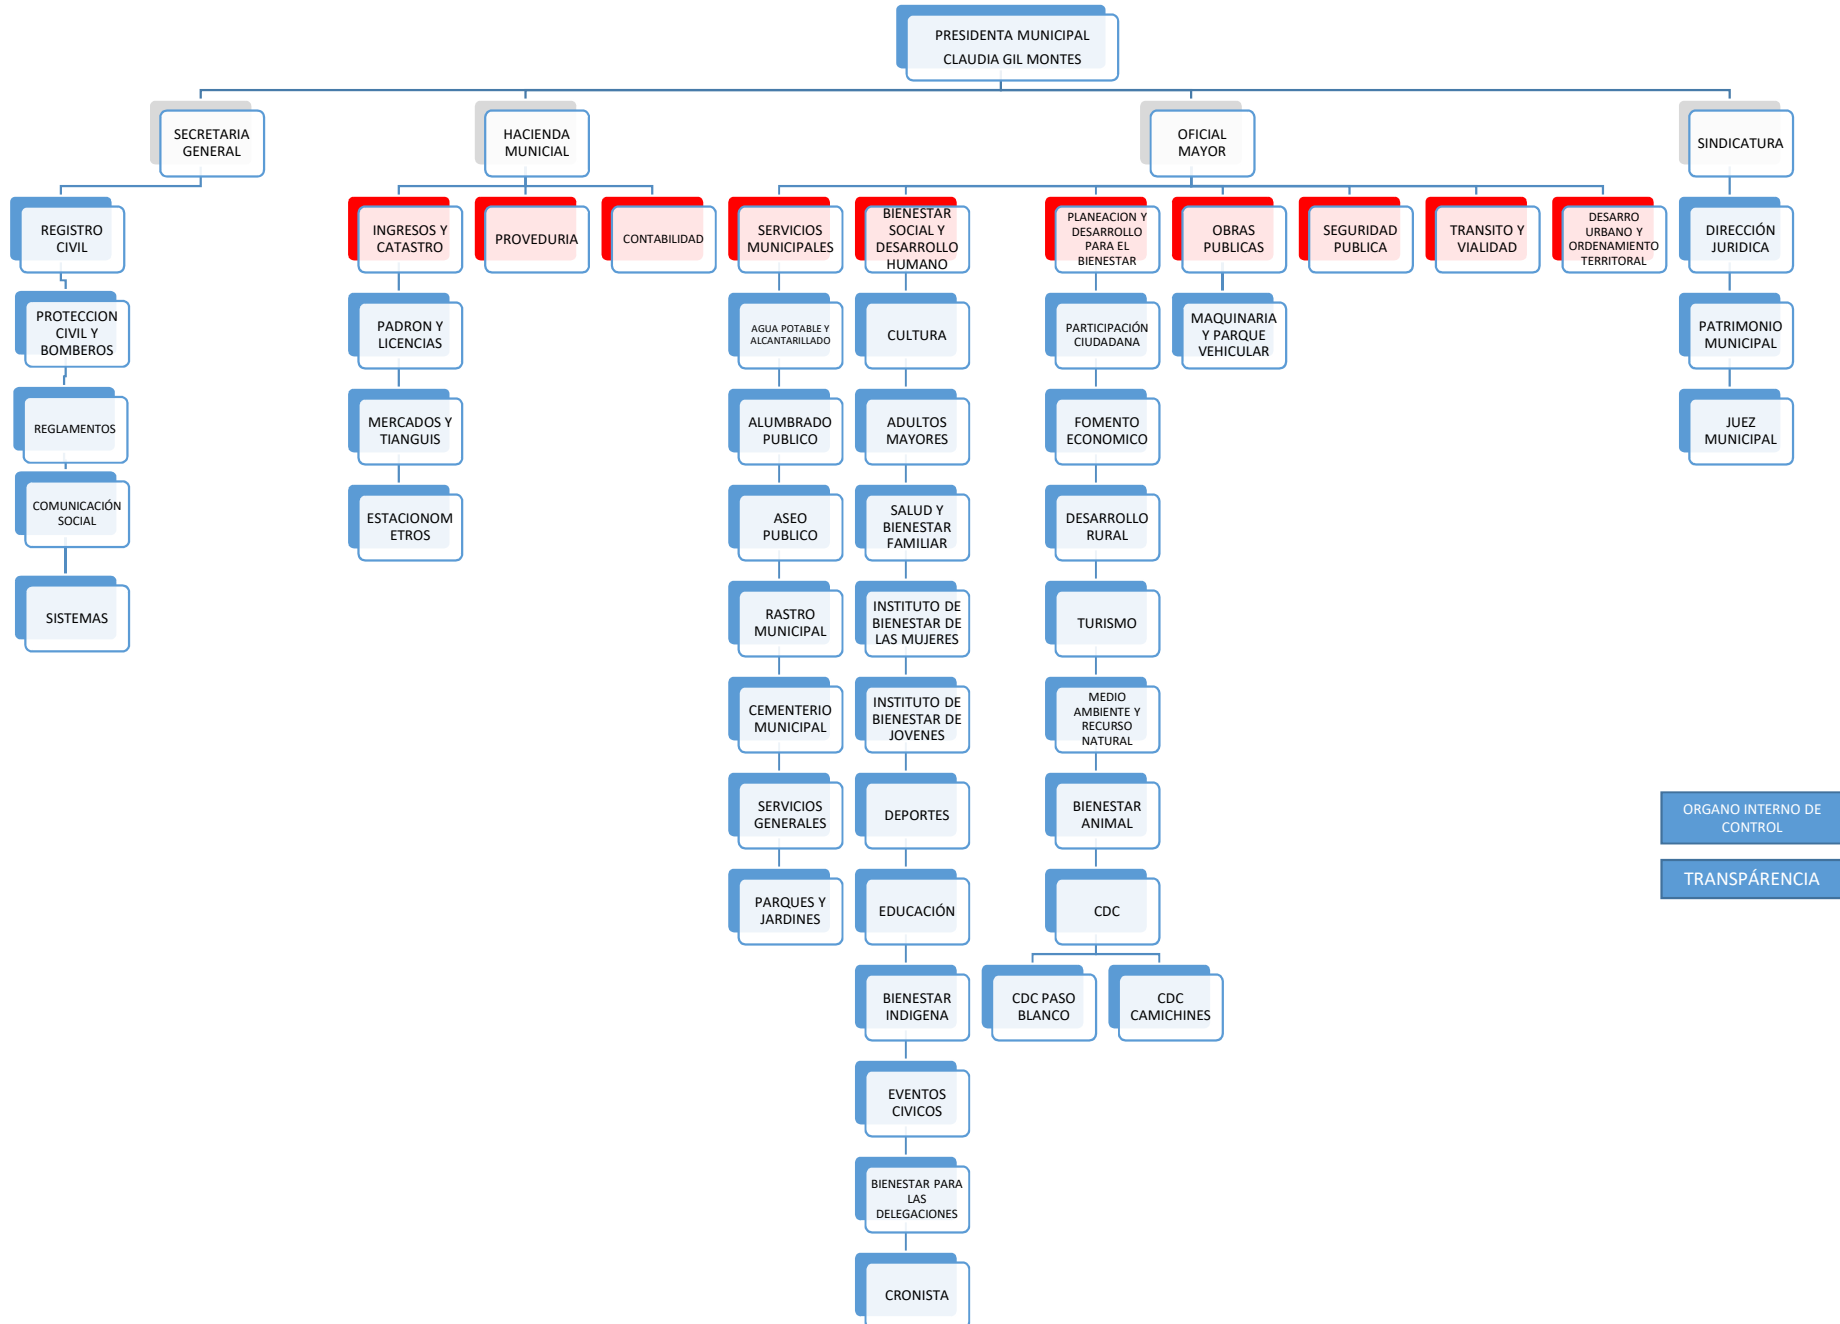 PRESIDENTA MUNICIPAL
CLAUDIA GIL MONTES
SECRETARIA
GENERAL
HACIENDA
MUNICIAL
OFICIAL
MAYOR
SINDICATURA
REGISTRO
CIVIL
INGRESOS Y
CATASTRO
PROVEDURIA
CONTABILIDAD
SERVICIOS
MUNICIPALES
BIENESTAR
SOCIAL Y
DESARROLLO
HUMANO
PLANEACION Y
DESARROLLO
PARA EL
BIENESTAR
OBRAS
PUBLICAS
SEGURIDAD
PUBLICA
TRANSITO Y
VIALIDAD
DESARRO
URBANO Y
ORDENAMIENTO
TERRITORAL
DIRECCIÓN
JURIDICA
PROTECCION
CIVIL Y
BOMBEROS
PADRON Y
LICENCIAS
AGUA POTABLE Y
ALCANTARILLADO
CULTURA
PARTICIPACIÓN
CIUDADANA
MAQUINARIA
Y PARQUE
VEHICULAR
PATRIMONIO
MUNICIPAL
REGLAMENTOS
MERCADOS Y
TIANGUIS
ALUMBRADO
PUBLICO
ADULTOS
MAYORES
FOMENTO
ECONOMICO
JUEZ
MUNICIPAL
COMUNICACIÓN
SOCIAL
ESTACIONOM
ETROS
ASEO
PUBLICO
SALUD Y
BIENESTAR
FAMILIAR
DESARROLLO
RURAL
SISTEMAS
RASTRO
MUNICIPAL
INSTITUTO DE
BIENESTAR DE
LAS MUJERES
TURISMO
CEMENTERIO
MUNICIPAL
INSTITUTO DE
BIENESTAR DE
JOVENES
MEDIO
AMBIENTE Y
RECURSO
NATURAL
SERVICIOS
GENERALES
DEPORTES
BIENESTAR
ANIMAL
ORGANO INTERNO DE
CONTROL
TRANSPÁRENCIA
PARQUES Y
JARDINES
EDUCACIÓN
CDC
BIENESTAR
INDIGENA
CDC PASO
BLANCO
CDC
CAMICHINES
EVENTOS
CIVICOS
BIENESTAR PARA
LAS
DELEGACIONES
CRONISTA